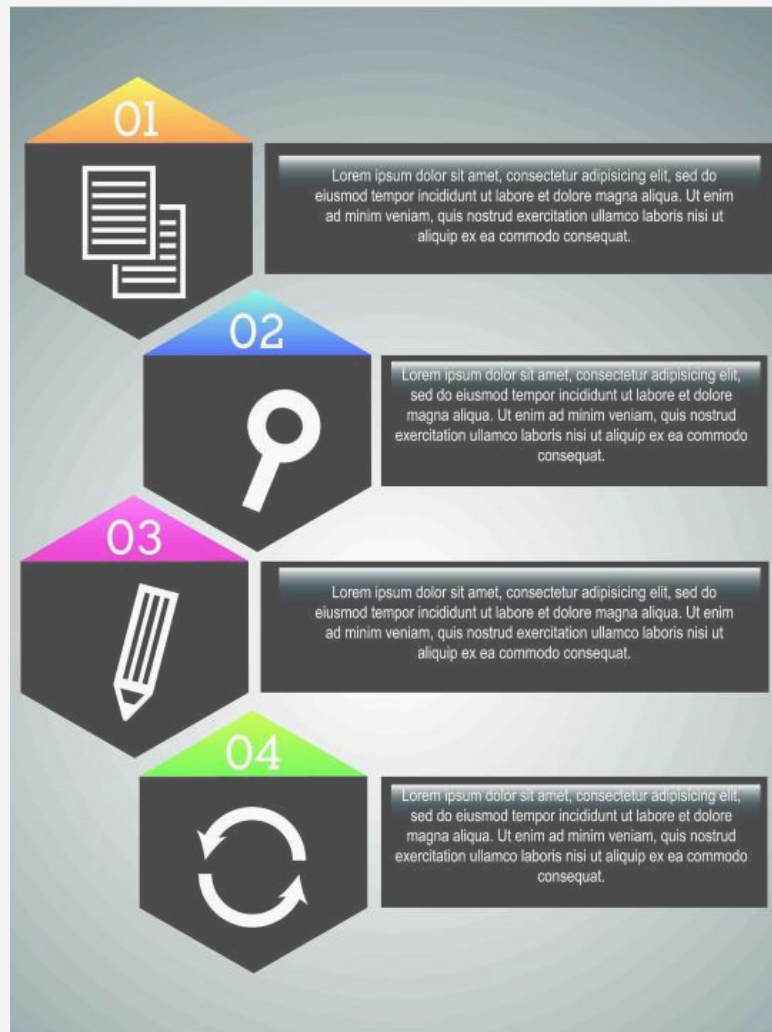 01
Lorem ipsum dolor sit amet, consectetur adipisicing elit, sed do
eiusmod tempor incididunt ut labore et dolore magna aliqua. Ut enim
ad minim veniam, quis nostrud exercitation ullamco laboris nisi ut
aliquip ex ea commodo consequat.
02
Lorem ipsum dolor sit amet, consectetur adipisicing elit,
sed do eiusmod tempor incididunt ut labore et dolore
magna aliqua. Ut enim ad minim veniam, quis nostrud
exercitation ullamco laboris nisi ut aliquip ex ea commodo
consequat.
03
Lorem ipsum dolor sit amet, consectetur adipisicing elit, sed do
eiusmod tempor incididunt ut labore et dolore magna aliqua. Ut enim
ad minim veniam, quis nostrud exercitation ullamco laboris nisi ut
aliquip ex ea commodo consequat.
04
Lorem ipsum dolor sit amet, consectetur adipisicing elit,
sed do eiusmod tempor incididunt ut labore et dolore
magna aliqua. Ut enim ad minim veniam, quis nostrud
exercitation ullamco laboris nisi ut aliquip ex ea commodo
consequat.